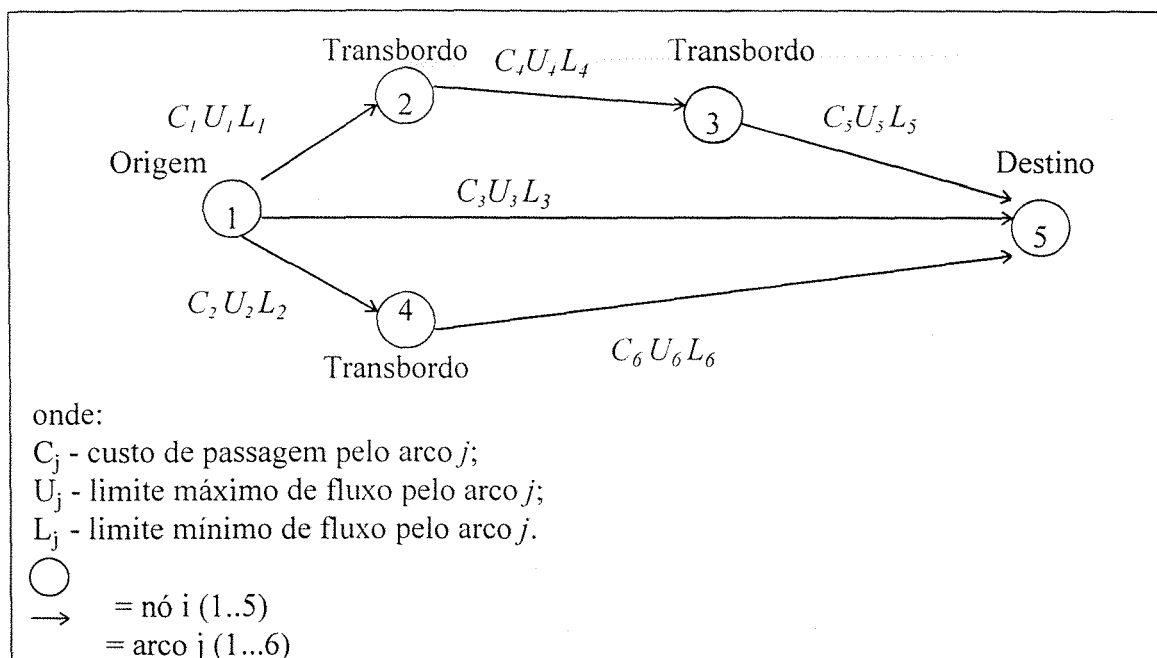 Transbordo
C₄U₄L₄
Transbordo
2
3
C₁U₁L₁
C₅U₅L₅
Origem
Destino
1
C₃U₃L₃
5
C₂U₂L₂
4
C₆U₆L₆
Transbordo
onde:
Cⱼ - custo de passagem pelo arco j;
Uⱼ - limite máximo de fluxo pelo arco j;
Lⱼ - limite mínimo de fluxo pelo arco j.
= nó i (1..5)
= arco j (1...6)